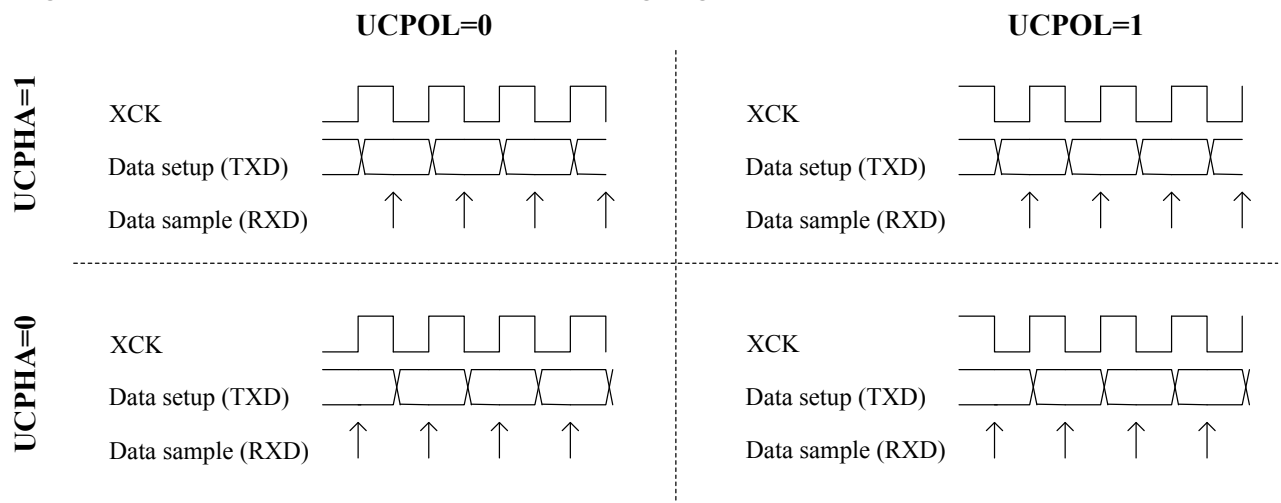 UCPOL=0
UCPOL=1
UCPHA=1
XCK
Data setup (TXD)
Data sample (RXD)
XCK
Data setup (TXD)
Data sample (RXD)
UCPHA=0
XCK
Data setup (TXD)
Data sample (RXD)
XCK
Data setup (TXD)
Data sample (RXD)